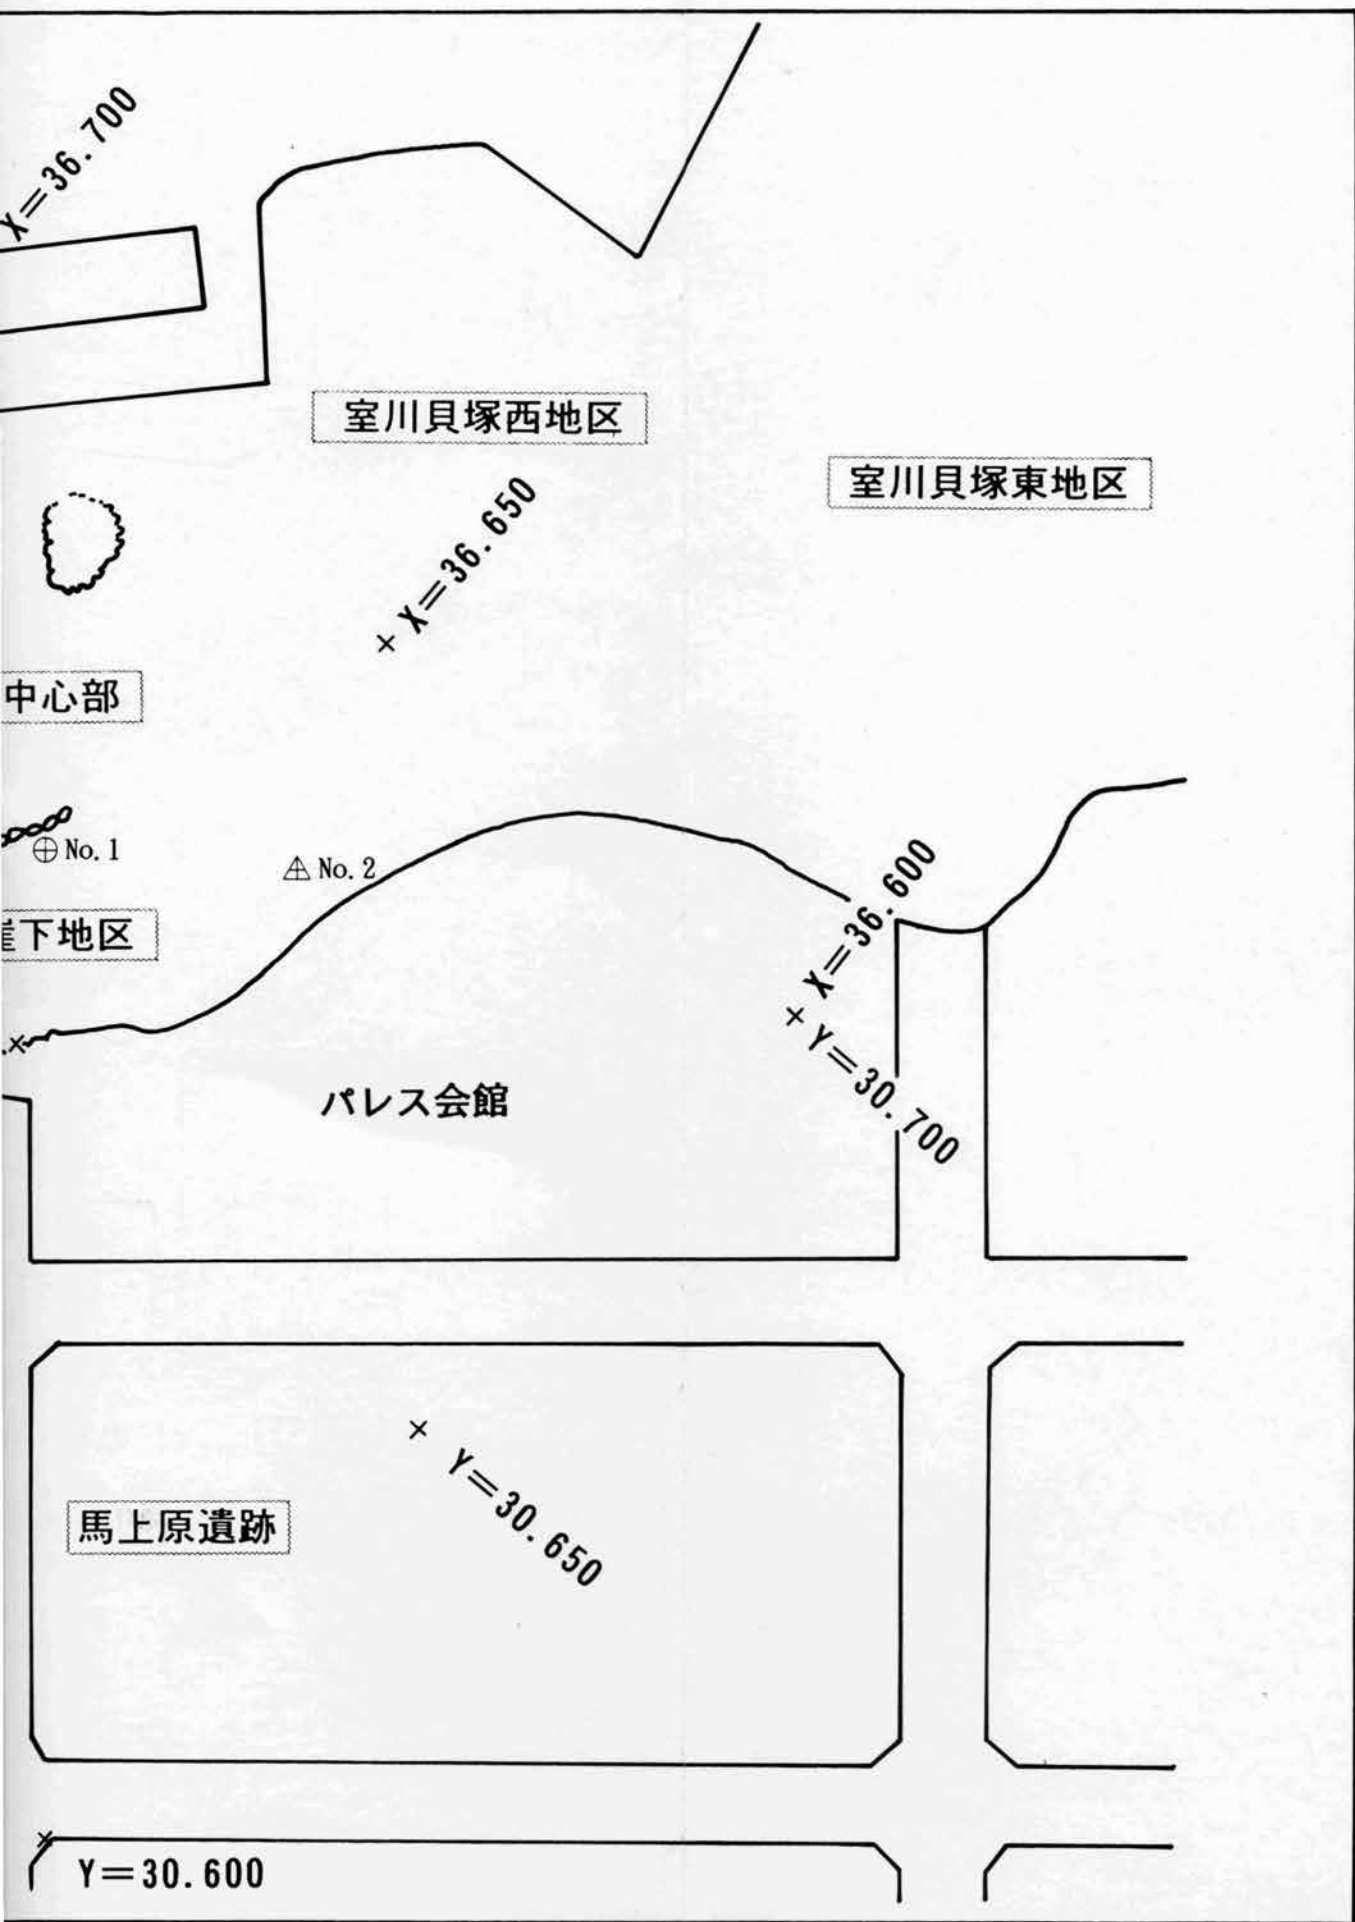 X=36.700
室川貝塚西地区
室川貝塚東地区
X=36.650
中心部
No. 1
No. 2
X=36.600
崖下地区
Y=30.700
パレス会館
Y=30.650
馬上原遺跡
Y=30.600